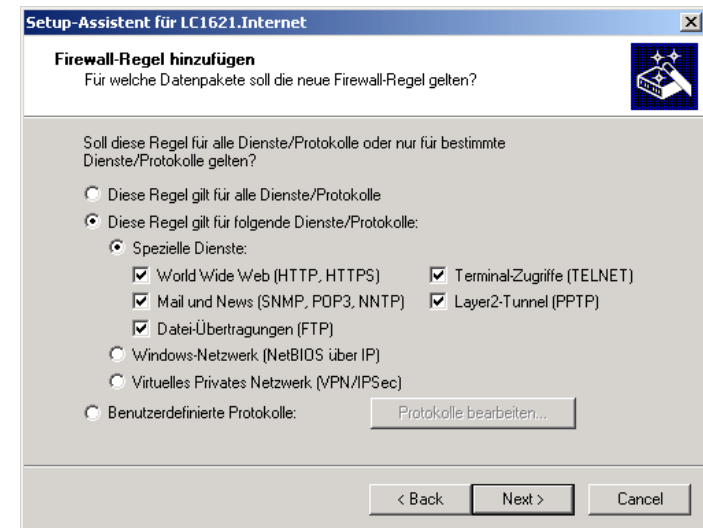 Setup-Assistent für LC1621.Internet
Firewall-Regel hinzufügen
Für welche Datenpakete soll die neue Firewall-Regel gelten?
Soll diese Regel für alle Dienste/Protokolle oder nur für bestimmte
Dienste/Protokolle gelten?
Diese Regel gilt für alle Dienste/Protokolle
Diese Regel gilt für folgende Dienste/Protokolle:
Spezielle Dienste:
World Wide Web (HTTP, HTTPS) Terminal-Zugriffe (TELNET)
Mail und News (SNMP, POP3, NNTP) Layer2-Tunnel (PPTP)
Datei-Übertragungen (FTP)
Windows-Netzwerk (NetBIOS über IP)
Virtuelles Privates Netzwerk (VPN/IPSec)
Benutzerdefinierte Protokolle: Protokolle bearbeiten...
< Back Next > Cancel